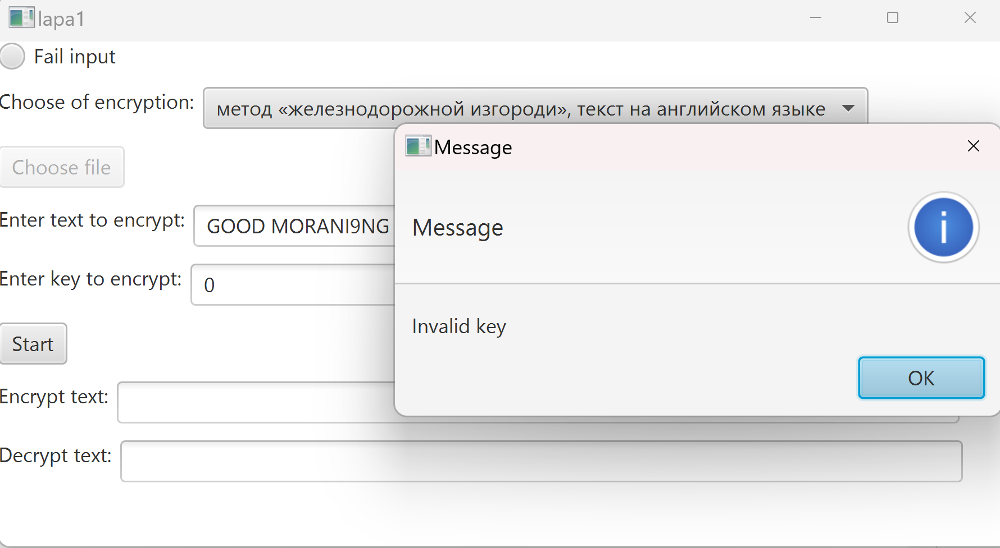 lapa1
Fail input
Choose of encryption: метод «железнодорожной изгороди», текст на английском языке
Choose file
Enter text to encrypt: GOOD MORANI9NG
Enter key to encrypt: 0
Start
Encrypt text:
Decrypt text:
Message
Message
Invalid key
OK